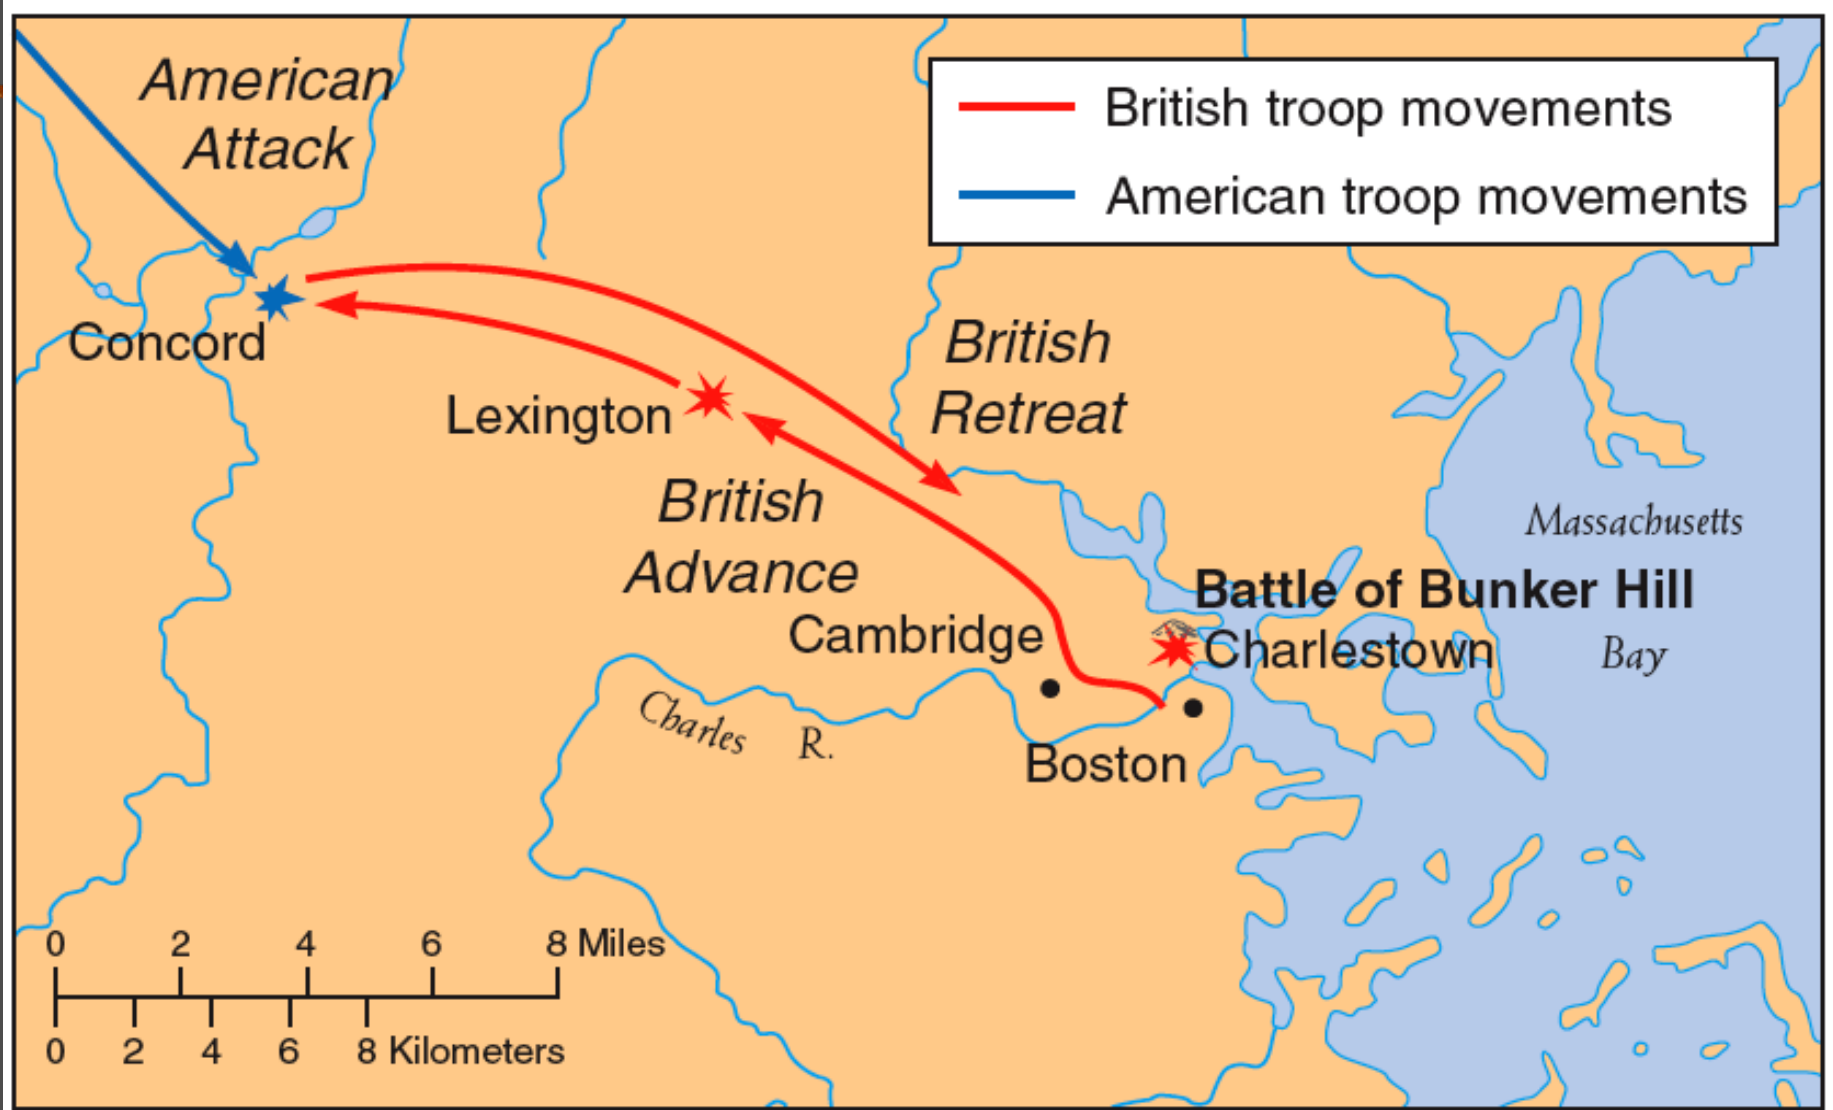 American
Attack
British troop movements
American troop movements
Concord
Lexington
British
Retreat
British
Advance
Massachusetts
Bay
Battle of Bunker Hill
Charlestown
Cambridge
Charles R.
Boston
0 2 4 6 8 Miles
0 2 4 6 8 Kilometers